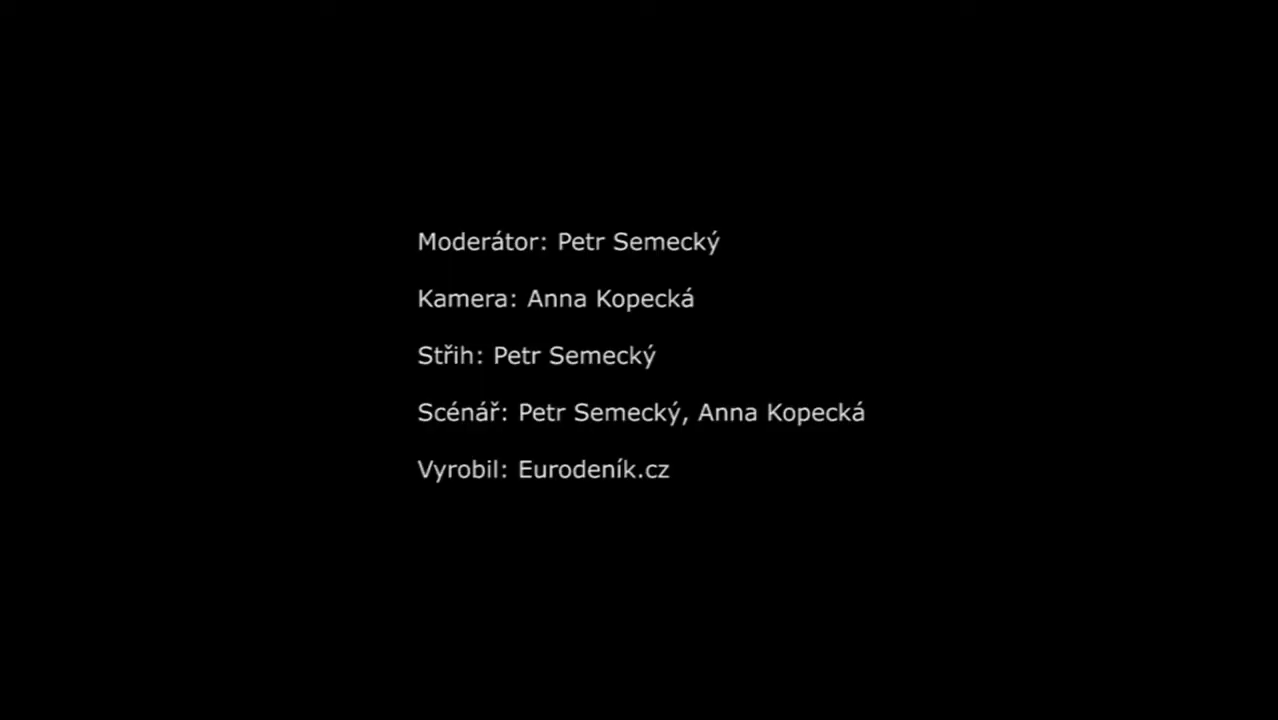 Moderátor: Petr Semecký
Kamera: Anna Kopecká
Střih: Petr Semecký
Scénář: Petr Semecký, Anna Kopecká
Vyrobil: Eurodeník.cz